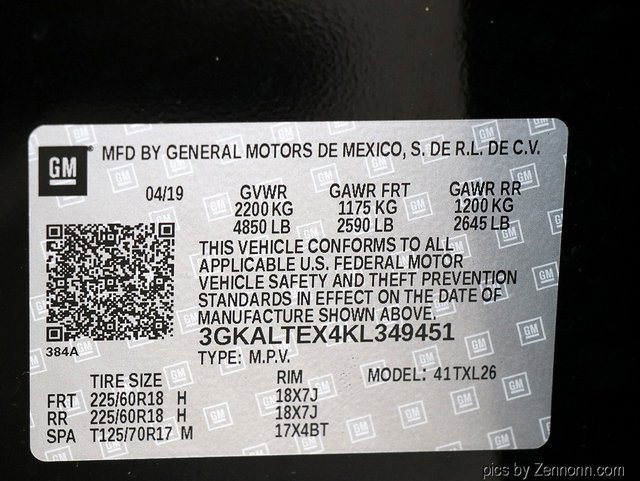 GM MFD BY GENERAL MOTORS DE MEXICO, S. DE R.L. DE C.V.
04/19 GVWR GAWR FRT GAWR RR
2200 KG 1175 KG 1200 KG
4850 LB 2590 LB 2645 LB
THIS VEHICLE CONFORMS TO ALL
APPLICABLE U.S. FEDERAL MOTOR
VEHICLE SAFETY AND THEFT PREVENTION
STANDARDS IN EFFECT ON THE DATE OF
MANUFACTURE SHOWN ABOVE.
3GKALTEX4KL349451
384A
TYPE: M.P.V.
TIRE SIZE RIM MODEL: 41TXL26
FRT 225/60R18 H 18X7J
RR 225/60R18 H 18X7J
SPA T125/70R17 M 17X4BT
pics by Zennonn.com